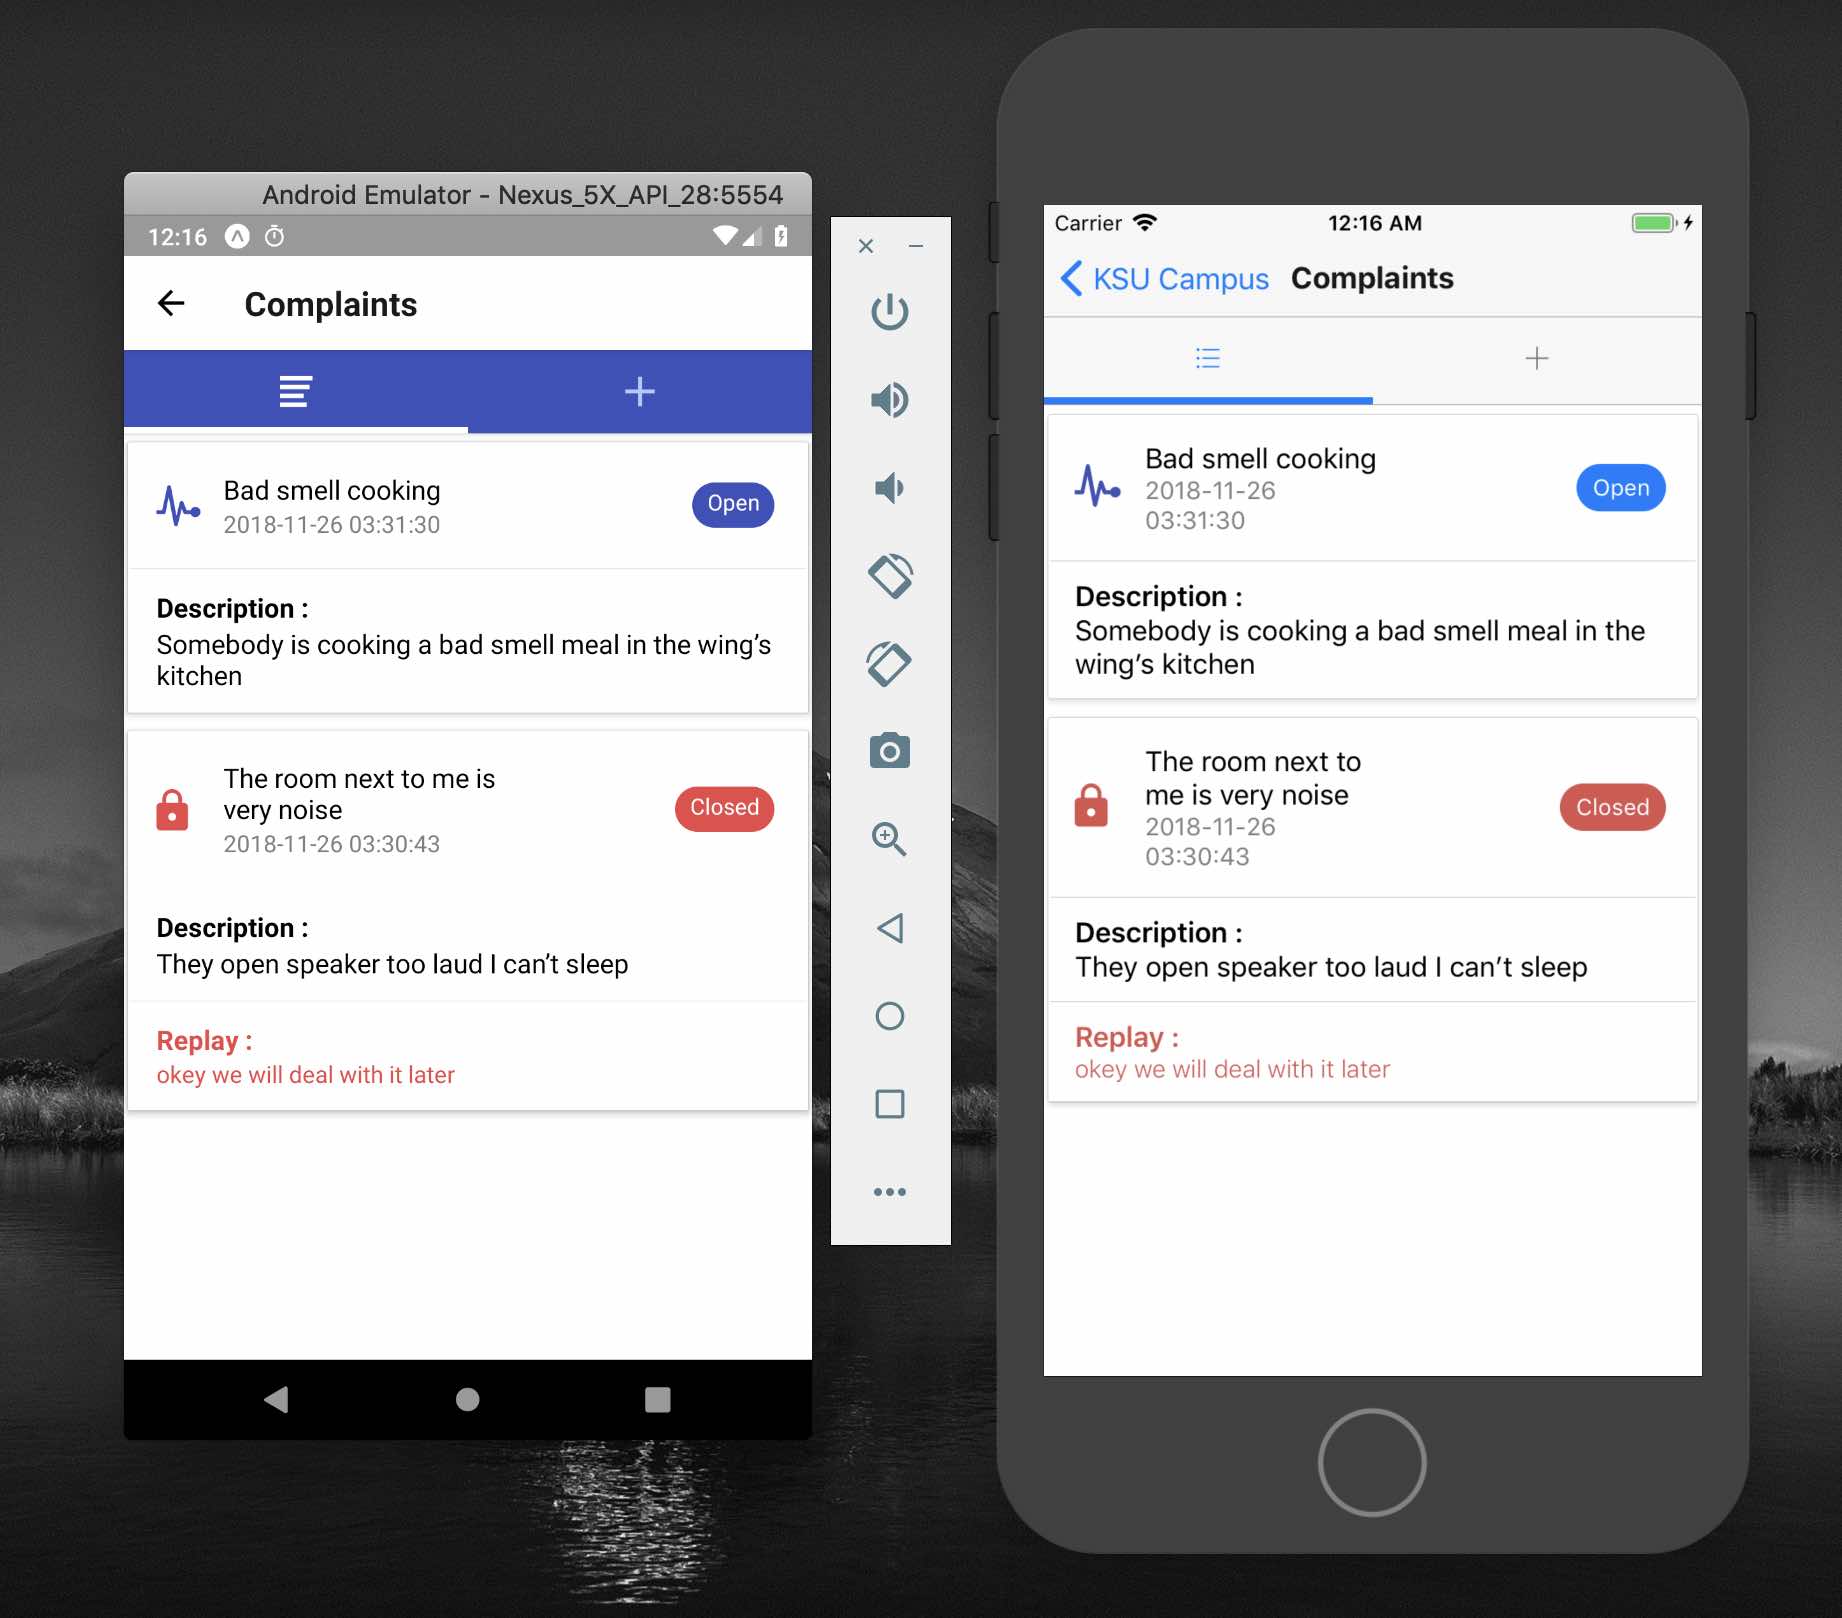 Android Emulator - Nexus_5X_API_28:5554
12:16
Complaints
Bad smell cooking
2018-11-26 03:31:30
Open
Description :
Somebody is cooking a bad smell meal in the wing’s
kitchen
The room next to me is
very noise
2018-11-26 03:30:43
Closed
Description :
They open speaker too laud I can’t sleep
Replay :
okey we will deal with it later
Carrier
12:16 AM
KSU Campus
Complaints
Bad smell cooking
2018-11-26
03:31:30
Open
Description :
Somebody is cooking a bad smell meal in the
wing’s kitchen
The room next to
me is very noise
2018-11-26
03:30:43
Closed
Description :
They open speaker too laud I can’t sleep
Replay :
okey we will deal with it later